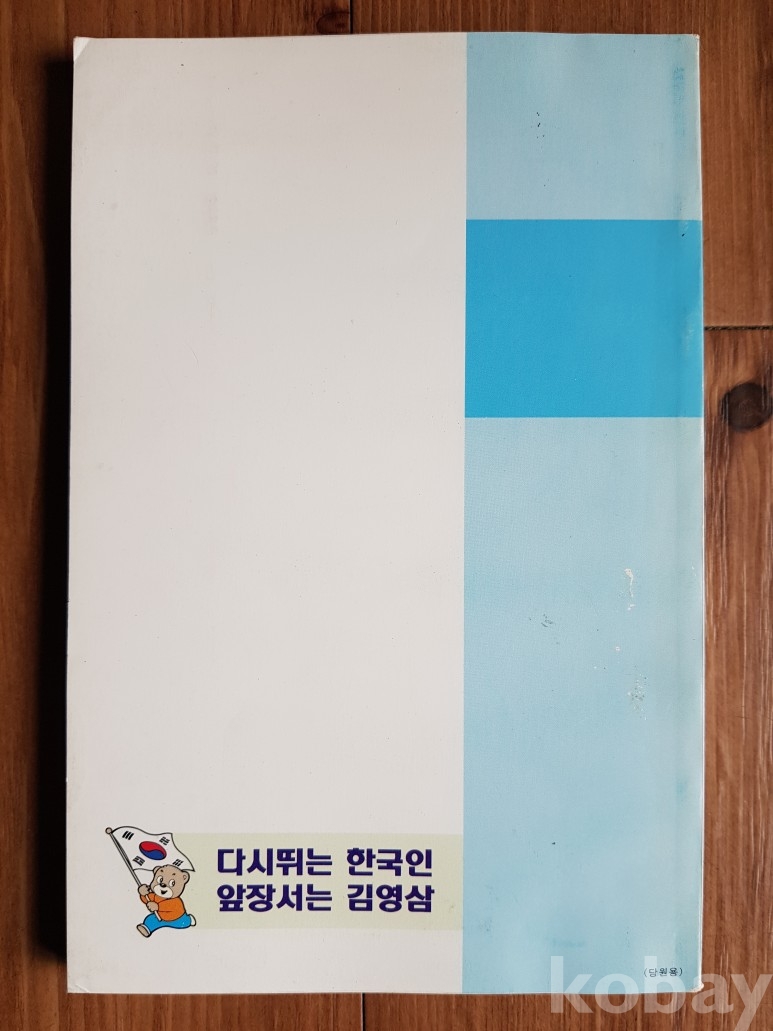 다시뛰는 한국인
앞장서는 김영삼
(당원용)
kobay